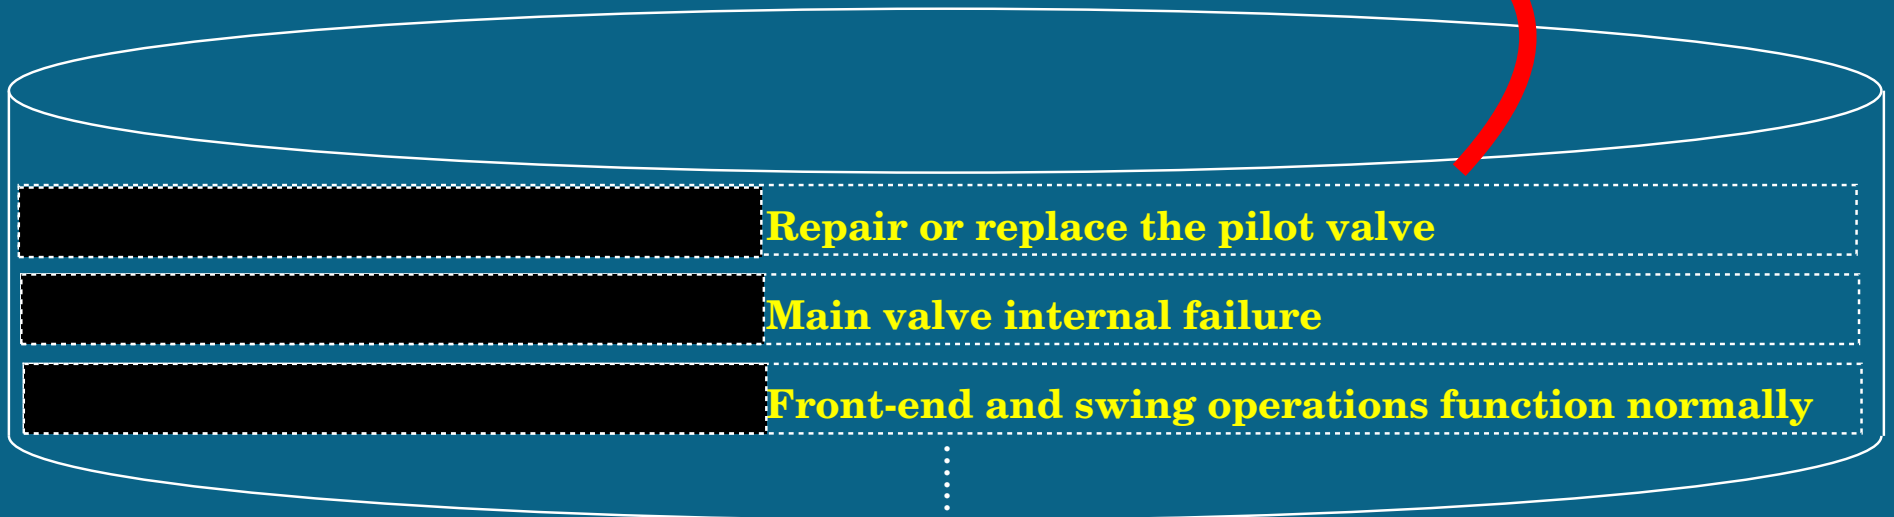 Repair or replace the pilot valve
Main valve internal failure
Front-end and swing operations function normally